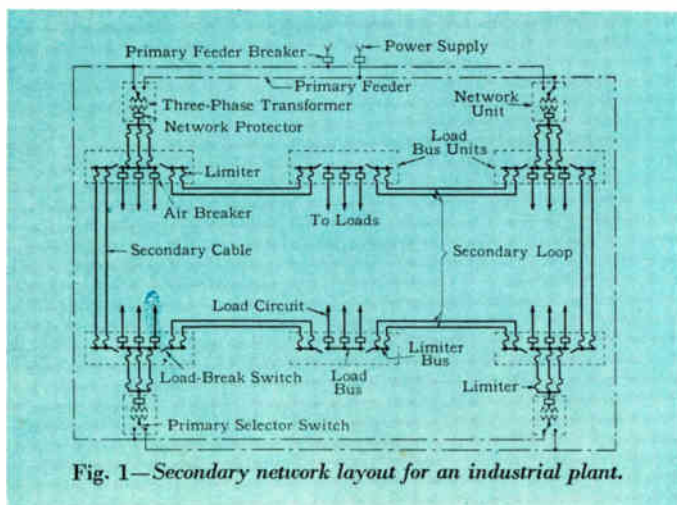 Primary Feeder Breaker
Power Supply
Primary Feeder
Three-Phase Transformer
Network Protector
Network
Unit
Load
Bus Units
Limiter
Air Breaker
To Loads
Secondary Cable
Secondary Loop
Load Circuit
Load-Break Switch
Load
Bus
Limiter
Bus
Limiter
Primary Selector Switch
Fig. 1—Secondary network layout for an industrial plant.